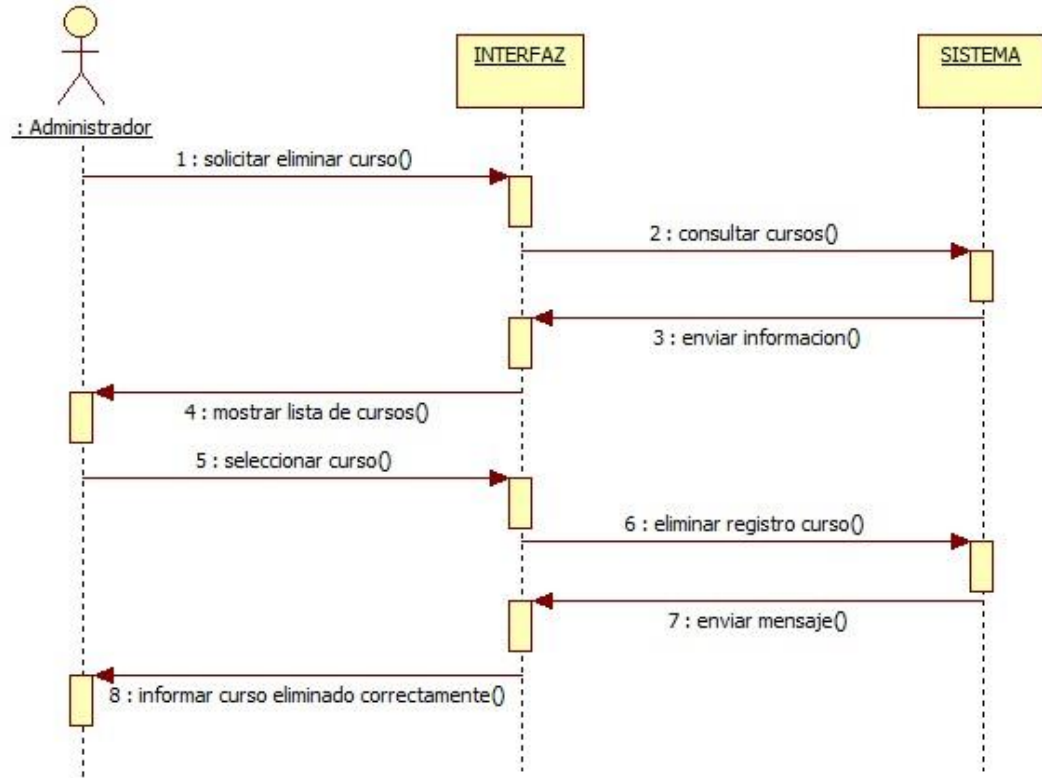 INTERFAZ
SISTEMA
: Administrador
1 : solicitar eliminar curso()
2 : consultar cursos()
3 : enviar informacion()
4 : mostrar lista de cursos()
5 : seleccionar curso()
6 : eliminar registro curso()
7 : enviar mensaje()
8 : informar curso eliminado correctamente()